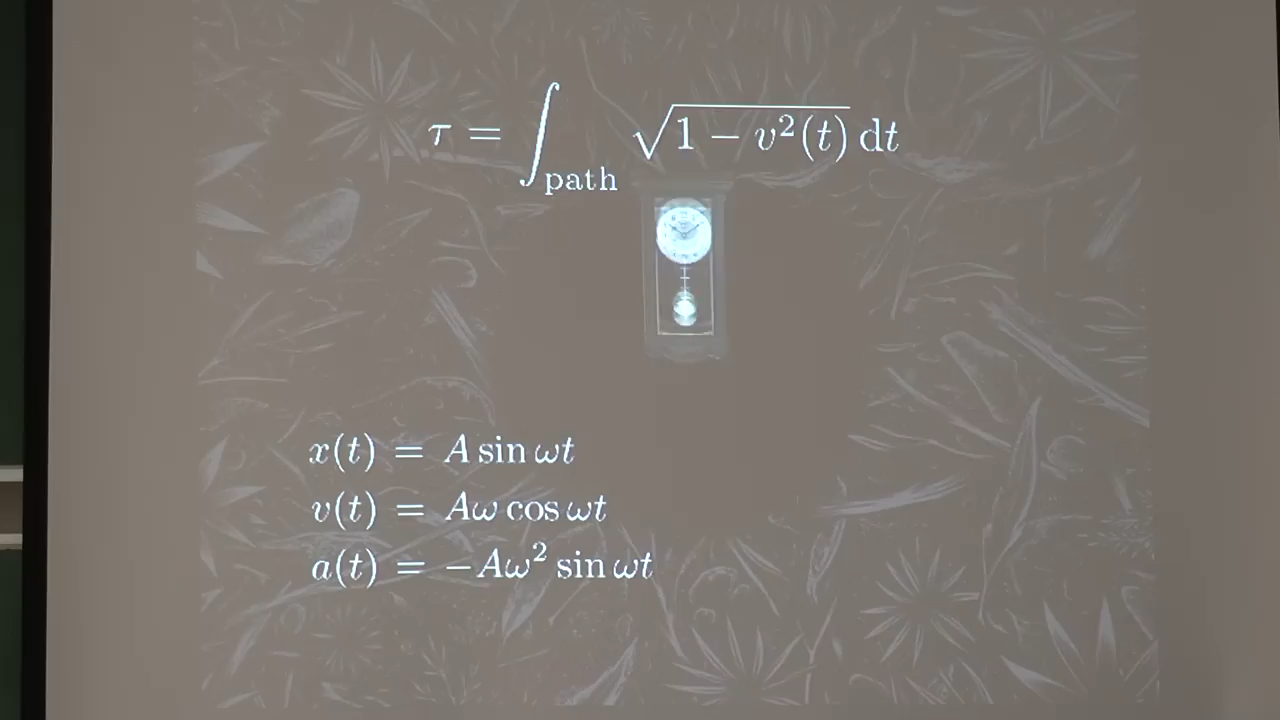 τ = ∫_path √(1 − v²(t)) dt
x(t) = A sin ωt
v(t) = Aω cos ωt
a(t) = −Aω² sin ωt